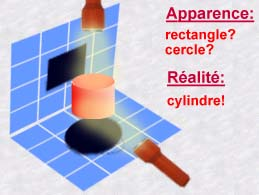 Apparence:
rectangle?
cercle?
Réalité:
cylindre!